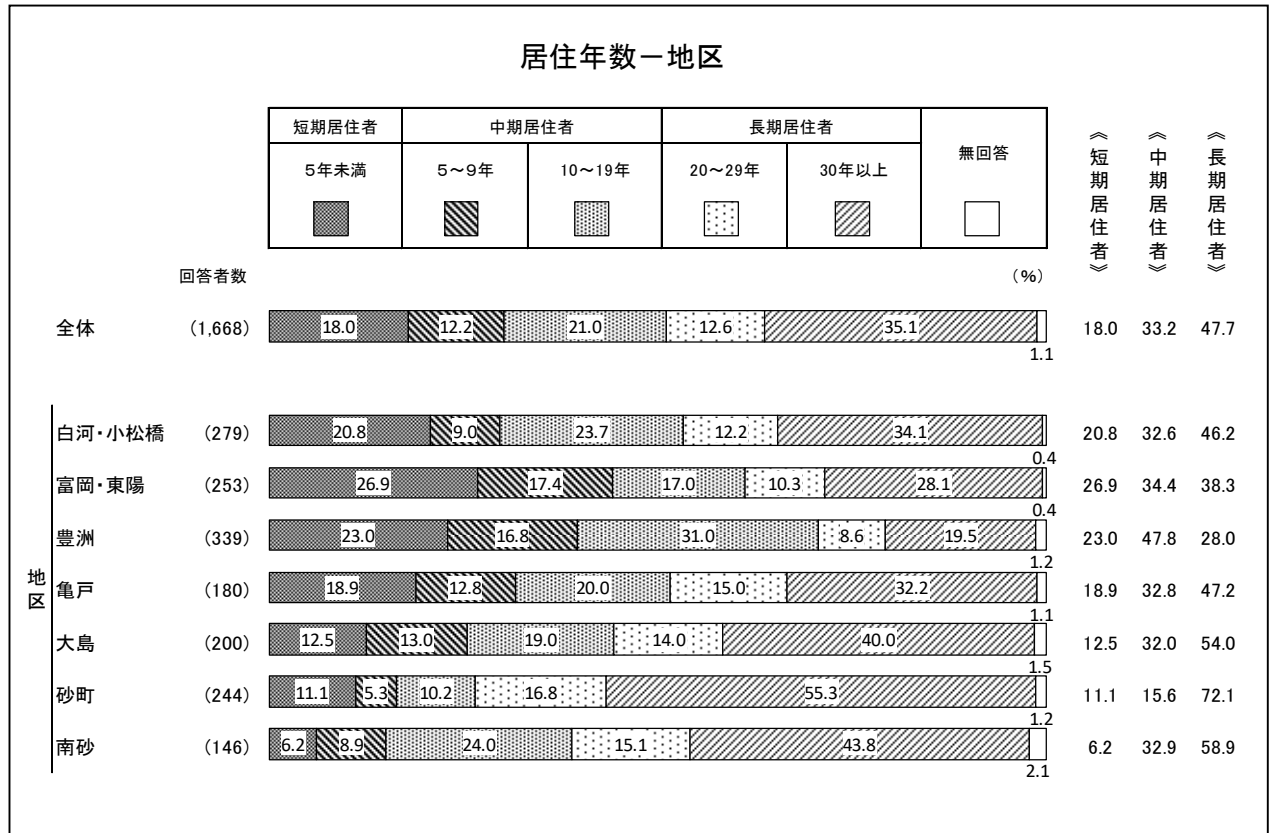 居住年数－地区
短期居住者 中期居住者 長期居住者 無回答
5年未満 5～9年 10～19年 20～29年 30年以上
《短期居住者》 《中期居住者》 《長期居住者》
回答者数 (%)
全体 (1,668) 18.0 12.2 21.0 12.6 35.1 1.1 18.0 33.2 47.7
地区
白河・小松橋 (279) 20.8 9.0 23.7 12.2 34.1 0.4 20.8 32.6 46.2
富岡・東陽 (253) 26.9 17.4 17.0 10.3 28.1 0.4 26.9 34.4 38.3
豊洲 (339) 23.0 16.8 31.0 8.6 19.5 1.2 23.0 47.8 28.0
亀戸 (180) 18.9 12.8 20.0 15.0 32.2 1.1 18.9 32.8 47.2
大島 (200) 12.5 13.0 19.0 14.0 40.0 1.5 12.5 32.0 54.0
砂町 (244) 11.1 5.3 10.2 16.8 55.3 1.2 11.1 15.6 72.1
南砂 (146) 6.2 8.9 24.0 15.1 43.8 2.1 6.2 32.9 58.9